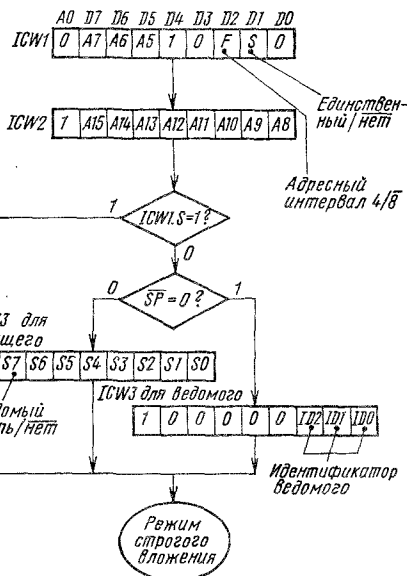 A0 D7 D6 D5 D4 D3 D2 D1 D0
ICW1 0 A7 A6 A5 1 0 F S 0
Единствен-
ный/нет
ICW2 1 A15 A14 A13 A12 A11 A10 A9 A8
Адресный
интервал 4/8
1 ICW1.S=1?
0
0 SP=0? 1
3 для
щего
S7 S6 S5 S4 S3 S2 S1 S0
домый
ть/нет
ICW3 для ведомого
1 0 0 0 0 0 ID2 ID1 ID0
Идентификатор
ведомого
Режим
строгого
вложения